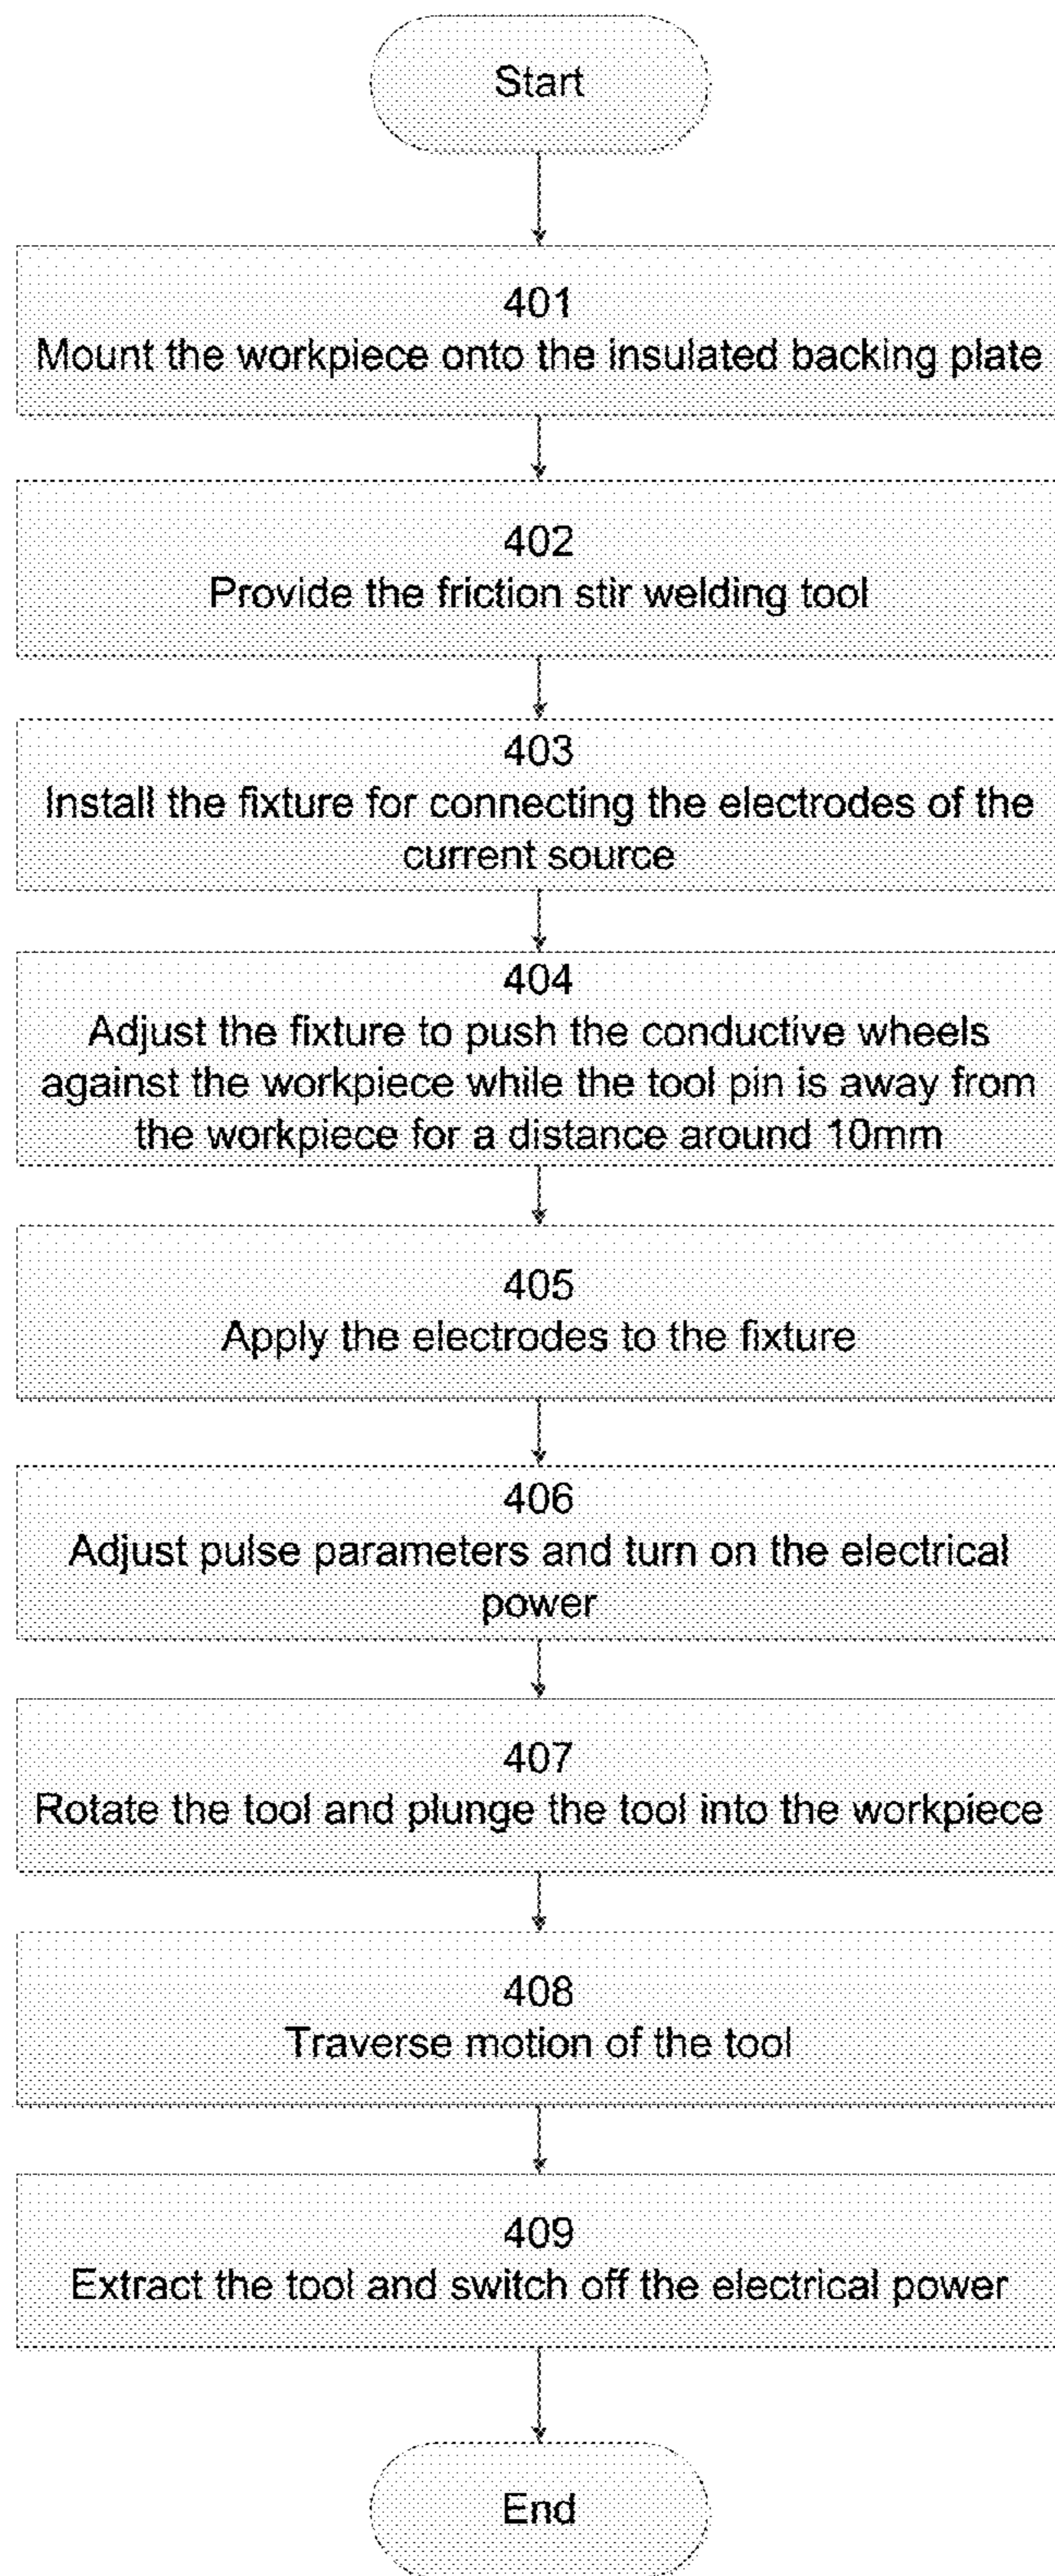 Start
401
Mount the workpiece onto the insulated backing plate
402
Provide the friction stir welding tool
403
Install the fixture for connecting the electrodes of the
current source
404
Adjust the fixture to push the conductive wheels
against the workpiece while the tool pin is away from
the workpiece for a distance around 10mm
405
Apply the electrodes to the fixture
406
Adjust pulse parameters and turn on the electrical
power
407
Rotate the tool and plunge the tool into the workpiece
408
Traverse motion of the tool
409
Extract the tool and switch off the electrical power
End